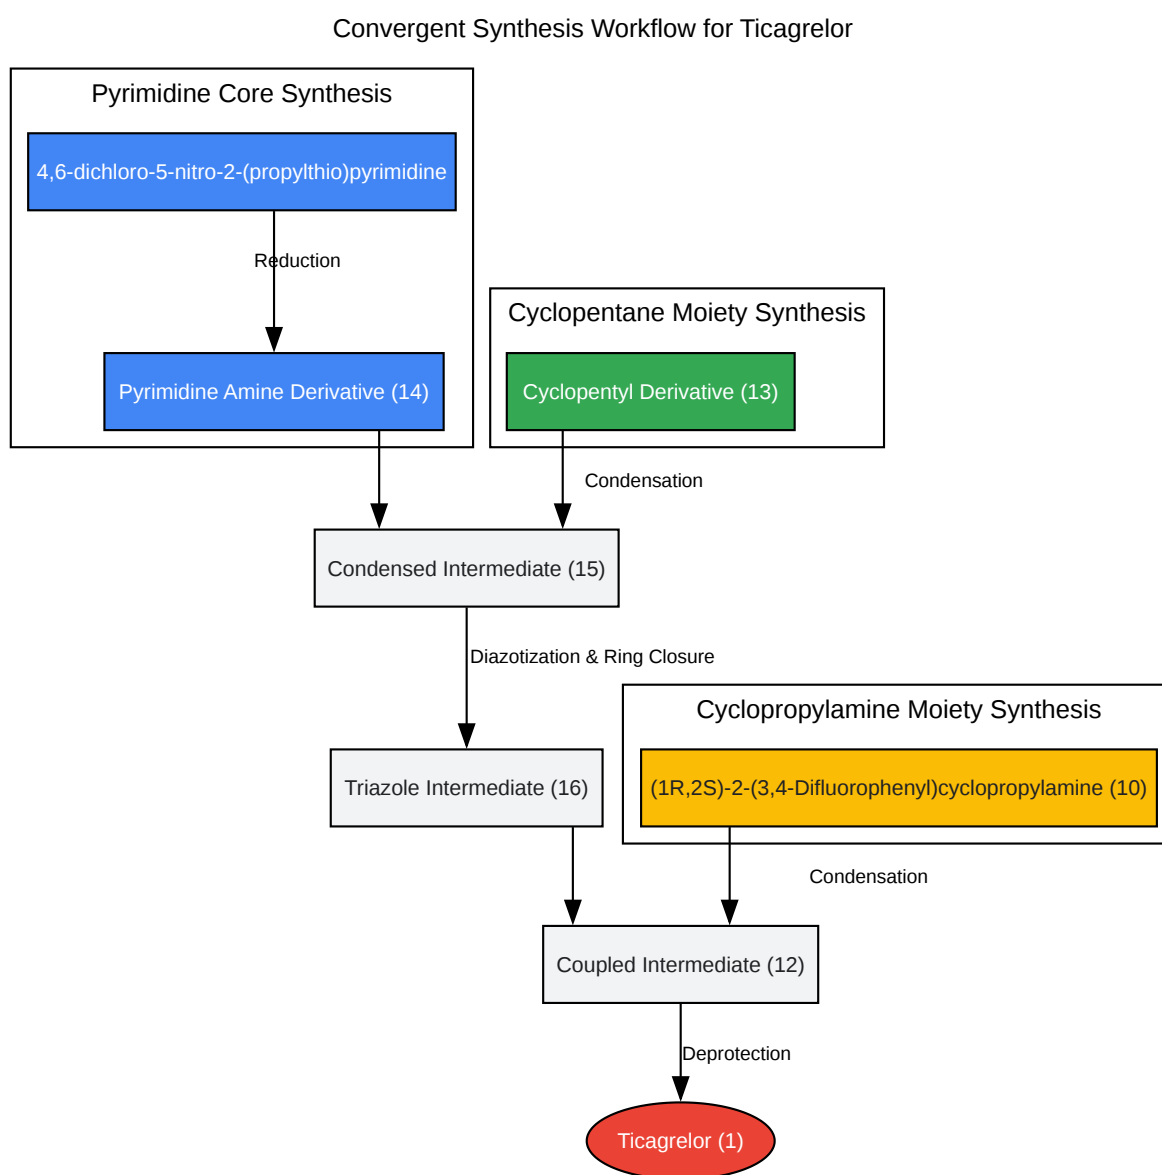 Convergent Synthesis Workflow for Ticagrelor
Pyrimidine Core Synthesis
4,6-dichloro-5-nitro-2-(propylthio)pyrimidine
Reduction
Cyclopentane Moiety Synthesis
Pyrimidine Amine Derivative (14)
Cyclopentyl Derivative (13)
Condensation
Condensed Intermediate (15)
Diazotization & Ring Closure
Cyclopropylamine Moiety Synthesis
Triazole Intermediate (16)
(1R,2S)-2-(3,4-Difluorophenyl)cyclopropylamine (10)
Condensation
Coupled Intermediate (12)
Deprotection
Ticagrelor (1)